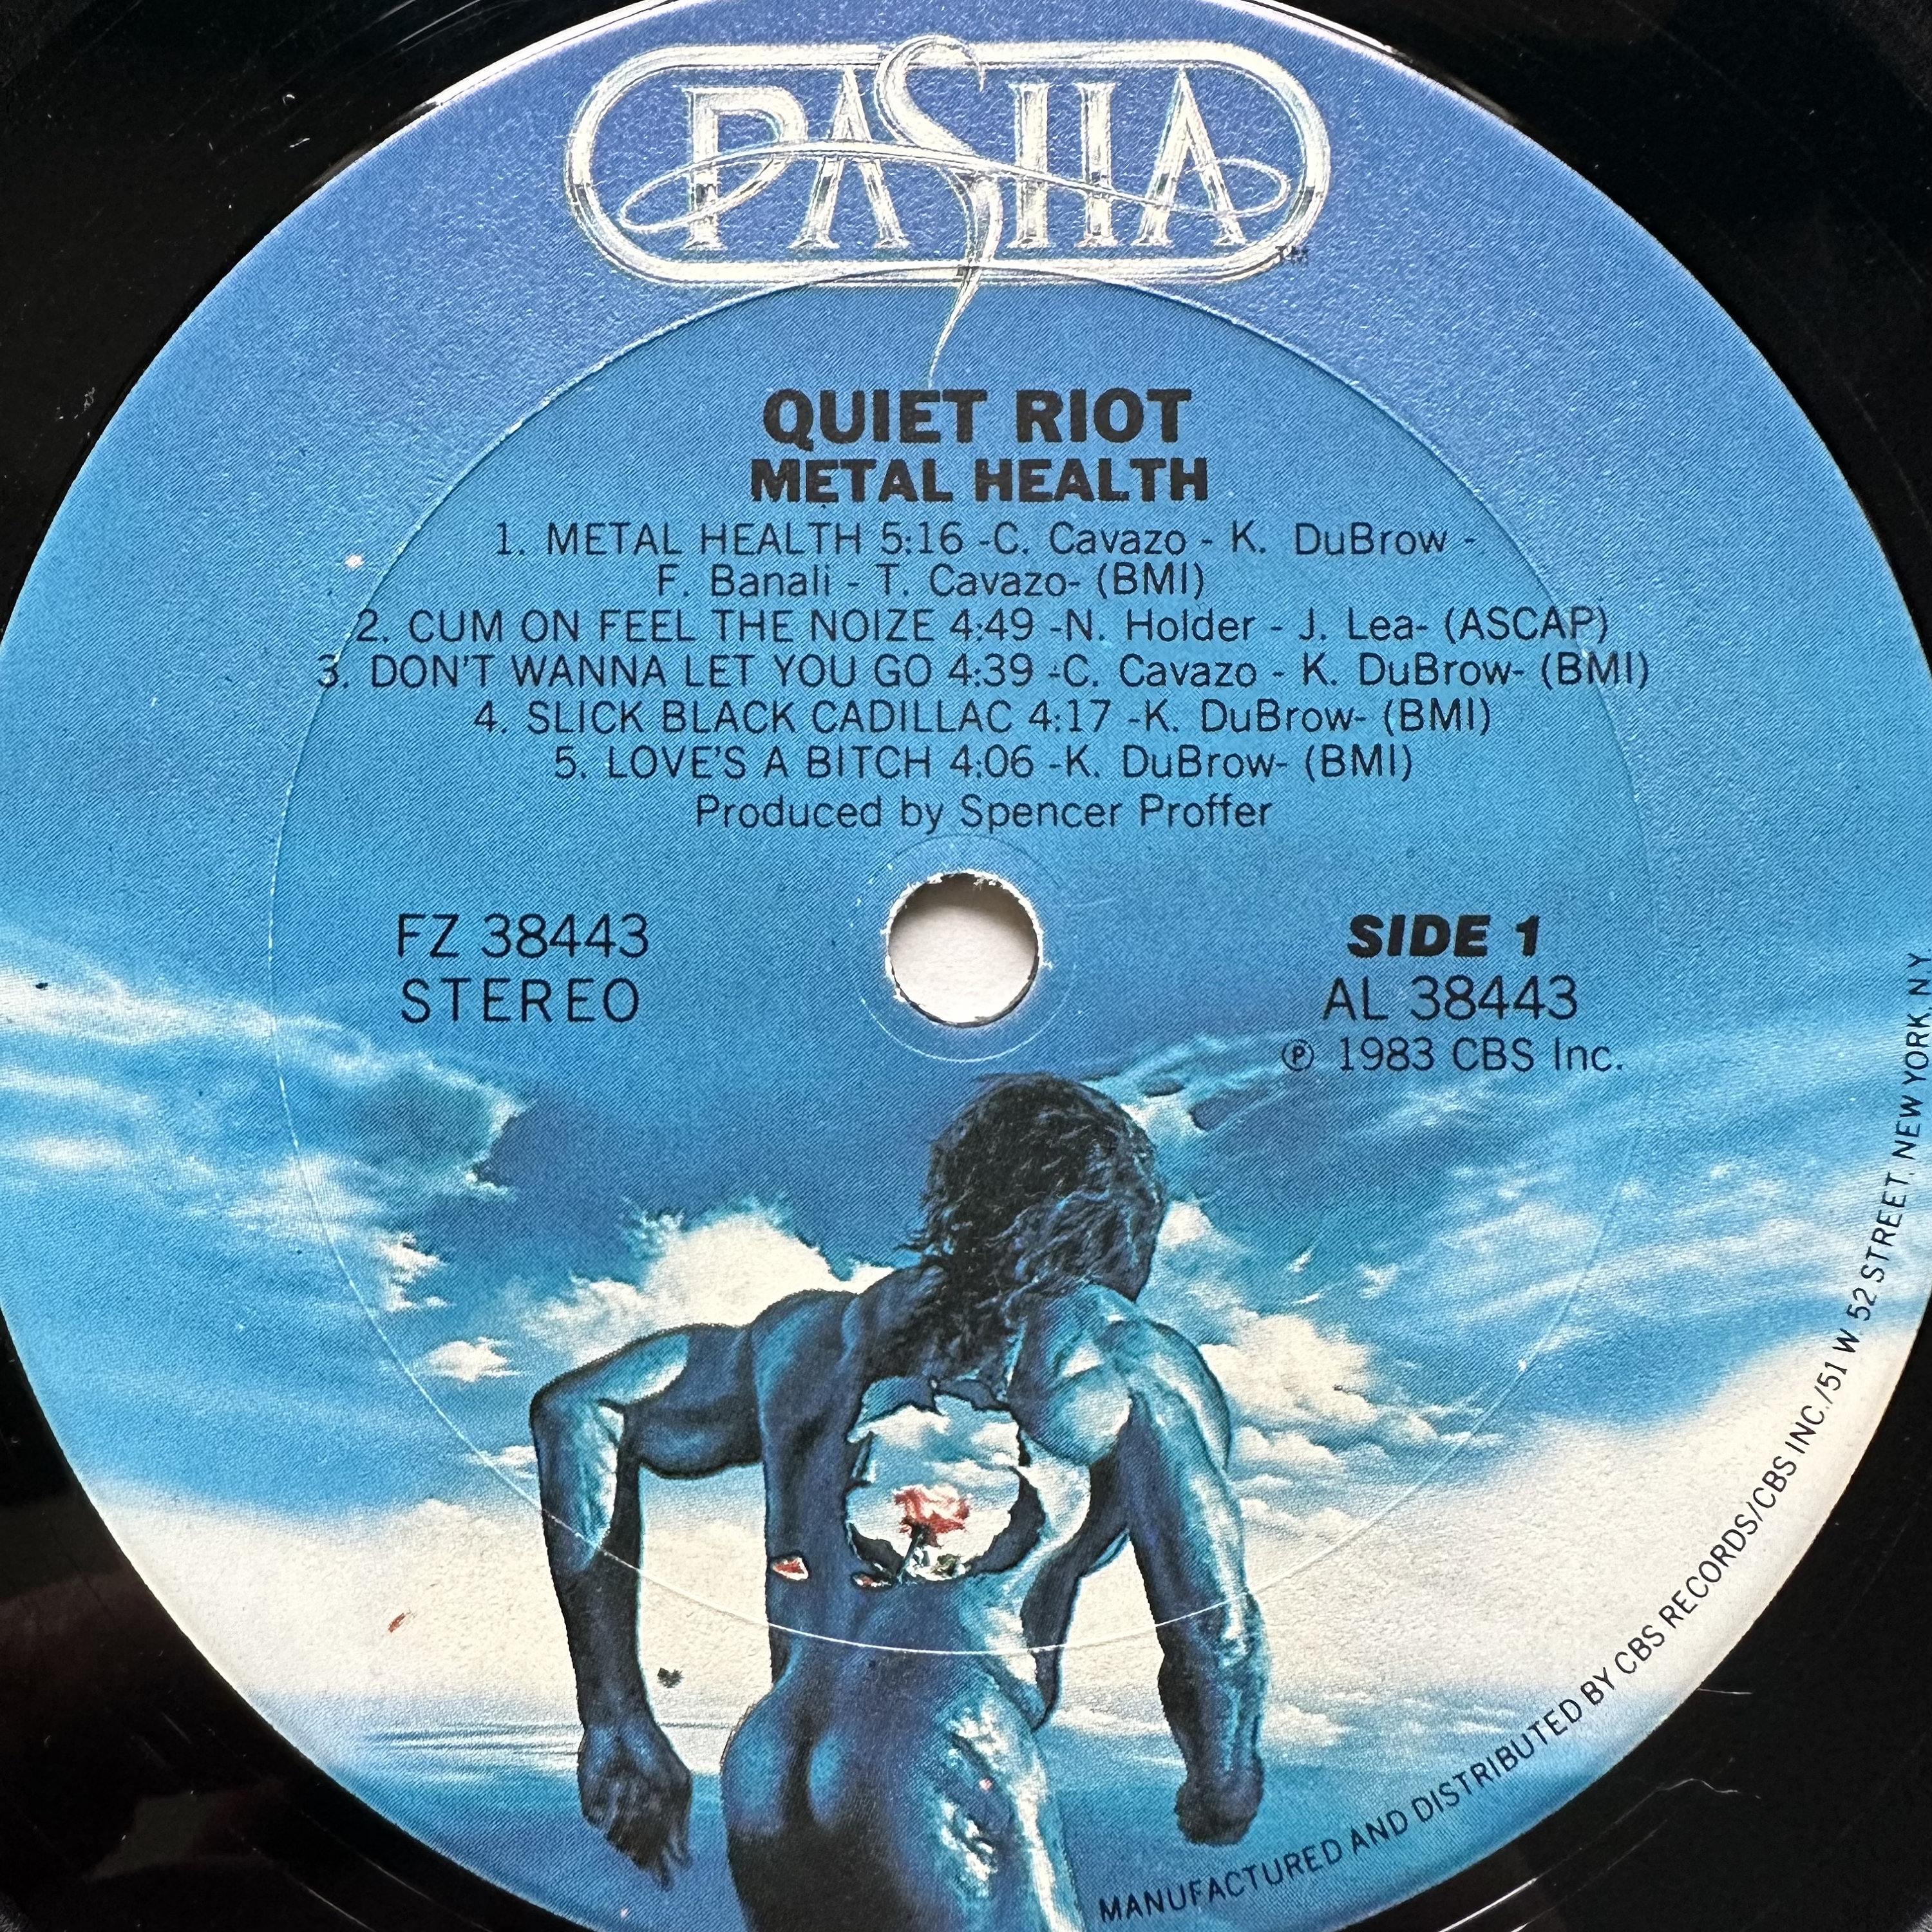 PASHA
TM
QUIET RIOT
METAL HEALTH
1. METAL HEALTH 5:16 -C. Cavazo - K. DuBrow -
F. Banali - T. Cavazo- (BMI)
2. CUM ON FEEL THE NOIZE 4:49 -N. Holder - J. Lea- (ASCAP)
3. DON'T WANNA LET YOU GO 4:39 -C. Cavazo - K. DuBrow- (BMI)
4. SLICK BLACK CADILLAC 4:17 -K. DuBrow- (BMI)
5. LOVE'S A BITCH 4:06 -K. DuBrow- (BMI)
Produced by Spencer Proffer
FZ 38443
STEREO
SIDE 1
AL 38443
℗ 1983 CBS Inc.
MANUFACTURED AND DISTRIBUTED BY CBS RECORDS/CBS INC./51 W. 52 STREET, NEW YORK, NY